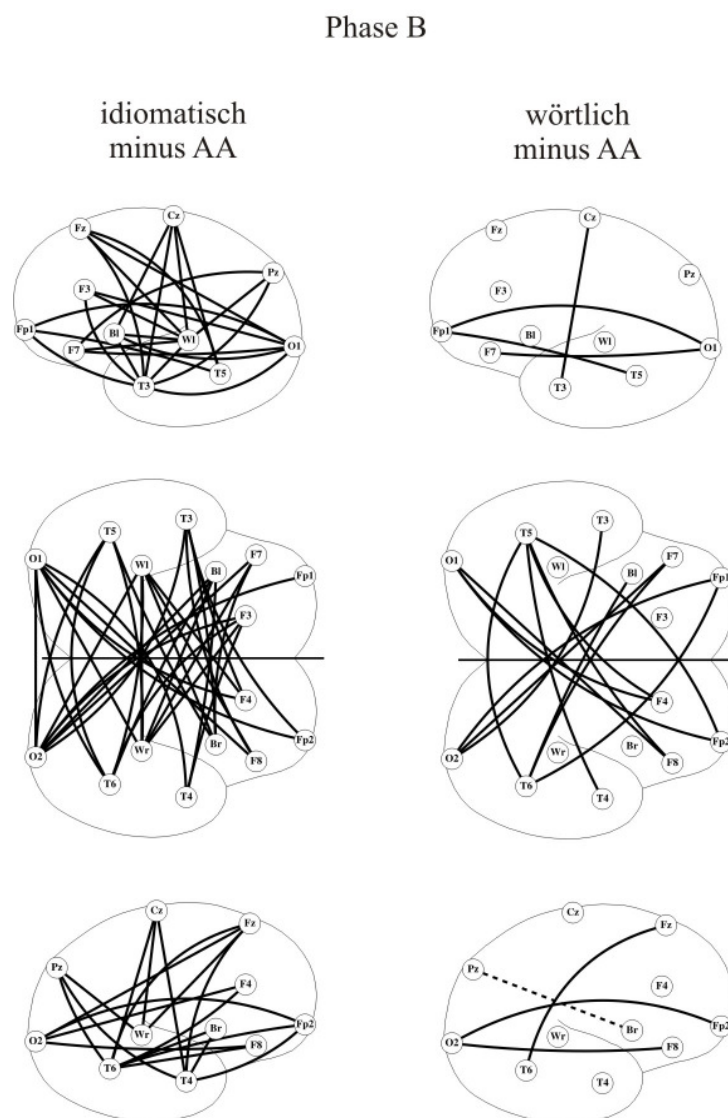 Phase B
idiomatisch
minus AA
wörtlich
minus AA
Cz
Fz
Pz
F3
Fp1
Bl
Wl
O1
F7
T5
T3
Cz
Fz
Pz
F3
Fp1
Bl
Wl
O1
F7
T5
T3
T3
T5
F7
O1
Wl
Bl
Fp1
F3
F4
Fp2
Br
Wr
O2
F8
T6
T4
T3
T5
F7
O1
Wl
Bl
Fp1
F3
F4
Fp2
Br
Wr
O2
F8
T6
T4
Cz
Fz
Pz
F4
Fp2
Br
Wr
O2
F8
T6
T4
Cz
Fz
Pz
F4
Fp2
Br
Wr
O2
F8
T6
T4